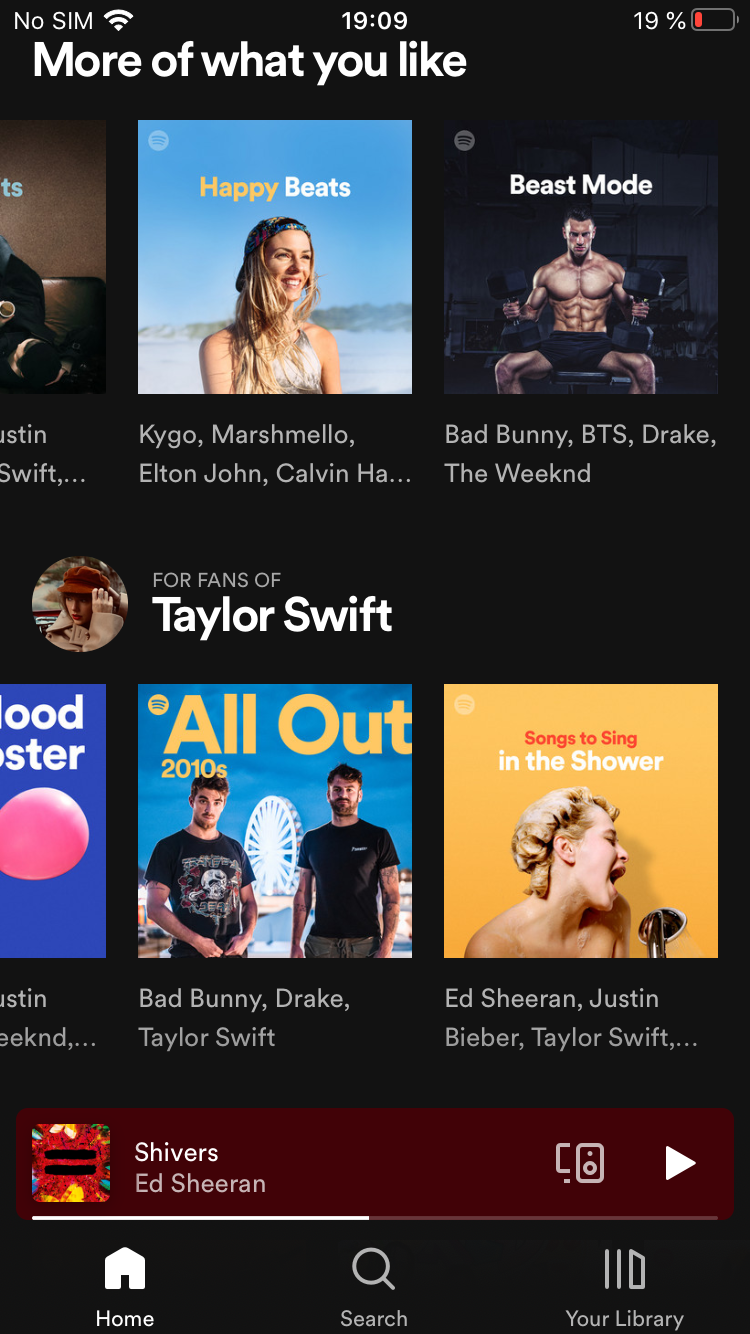 No SIM 19:09 19 %
More of what you like
ts
Happy Beats
Beast Mode
ustin
Swift,...
Kygo, Marshmello,
Elton John, Calvin Ha...
Bad Bunny, BTS, Drake,
The Weeknd
FOR FANS OF
Taylor Swift
lood
oster
All Out
2010s
Songs to Sing
in the Shower
ustin
eeknd,...
Bad Bunny, Drake,
Taylor Swift
Ed Sheeran, Justin
Bieber, Taylor Swift,...
Shivers
Ed Sheeran
Home
Search
Your Library